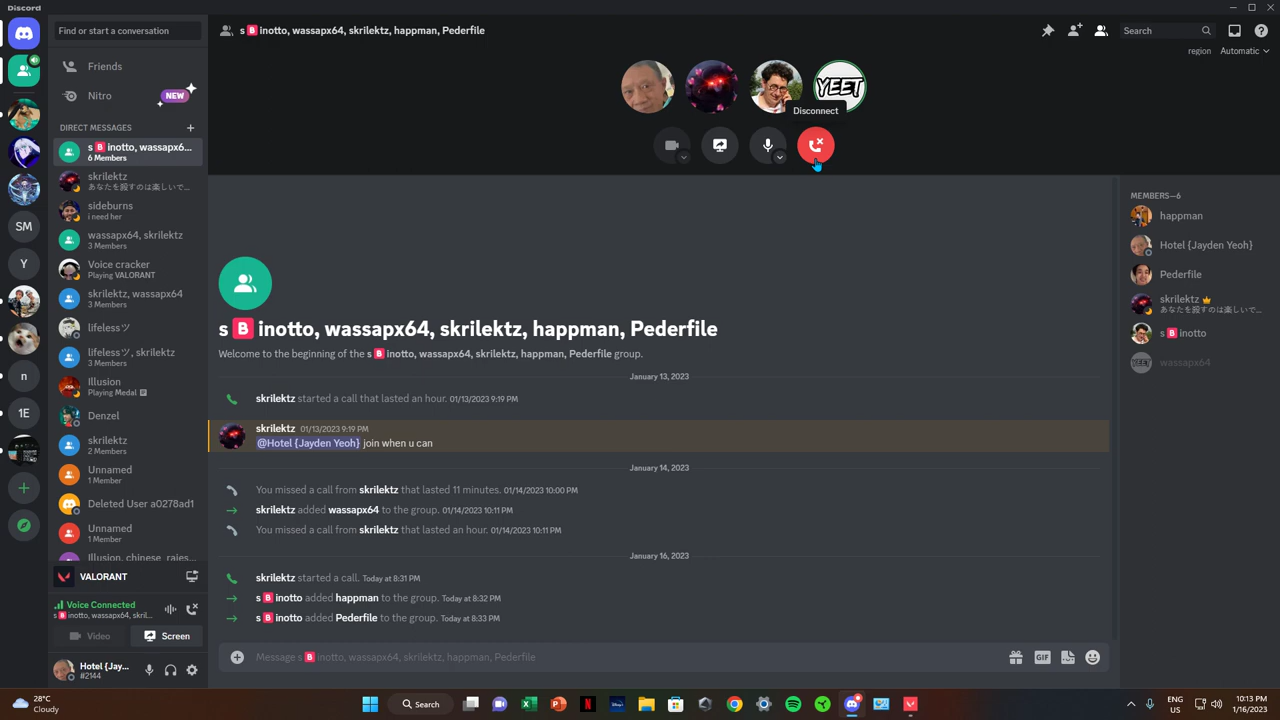 Discord
Find or start a conversation
Friends
Nitro
NEW
DIRECT MESSAGES
s 🅱 inotto, wassapx6...
6 Members
skrilektz
あなたを殺すのは楽しいで...
sideburns
i need her
wassapx64, skrilektz
3 Members
Voice cracker
Playing VALORANT
skrilektz, wassapx64
3 Members
lifelessツ
lifelessツ, skrilektz
3 Members
Illusion
Playing Medal
Denzel
skrilektz
2 Members
Unnamed
1 Member
Deleted User a0278ad1
Unnamed
1 Member
Illusion, chinese_rajes...
SM
Y
n
1E
VALORANT
Voice Connected
s 🅱 inotto, wassapx64, skril...
Video
Screen
Hotel {Jay...
#2144
s 🅱 inotto, wassapx64, skrilektz, happman, Pederfile
Search
region
Automatic
YEET
Disconnect
s 🅱 inotto, wassapx64, skrilektz, happman, Pederfile
Welcome to the beginning of the s 🅱 inotto, wassapx64, skrilektz, happman, Pederfile group.
January 13, 2023
skrilektz started a call that lasted an hour. 01/13/2023 9:19 PM
skrilektz 01/13/2023 9:19 PM
@Hotel {Jayden Yeoh} join when u can
January 14, 2023
You missed a call from skrilektz that lasted 11 minutes. 01/14/2023 10:00 PM
skrilektz added wassapx64 to the group. 01/14/2023 10:11 PM
You missed a call from skrilektz that lasted an hour. 01/14/2023 10:11 PM
January 16, 2023
skrilektz started a call. Today at 8:31 PM
s 🅱 inotto added happman to the group. Today at 8:32 PM
s 🅱 inotto added Pederfile to the group. Today at 8:33 PM
Message s 🅱 inotto, wassapx64, skrilektz, happman, Pederfile
GIF
MEMBERS—6
happman
Hotel {Jayden Yeoh}
Pederfile
skrilektz
あなたを殺すのは楽しいで...
s 🅱 inotto
YEET
wassapx64
28°C
Cloudy
Search
ENG
US
10:13 PM
1/16/2023